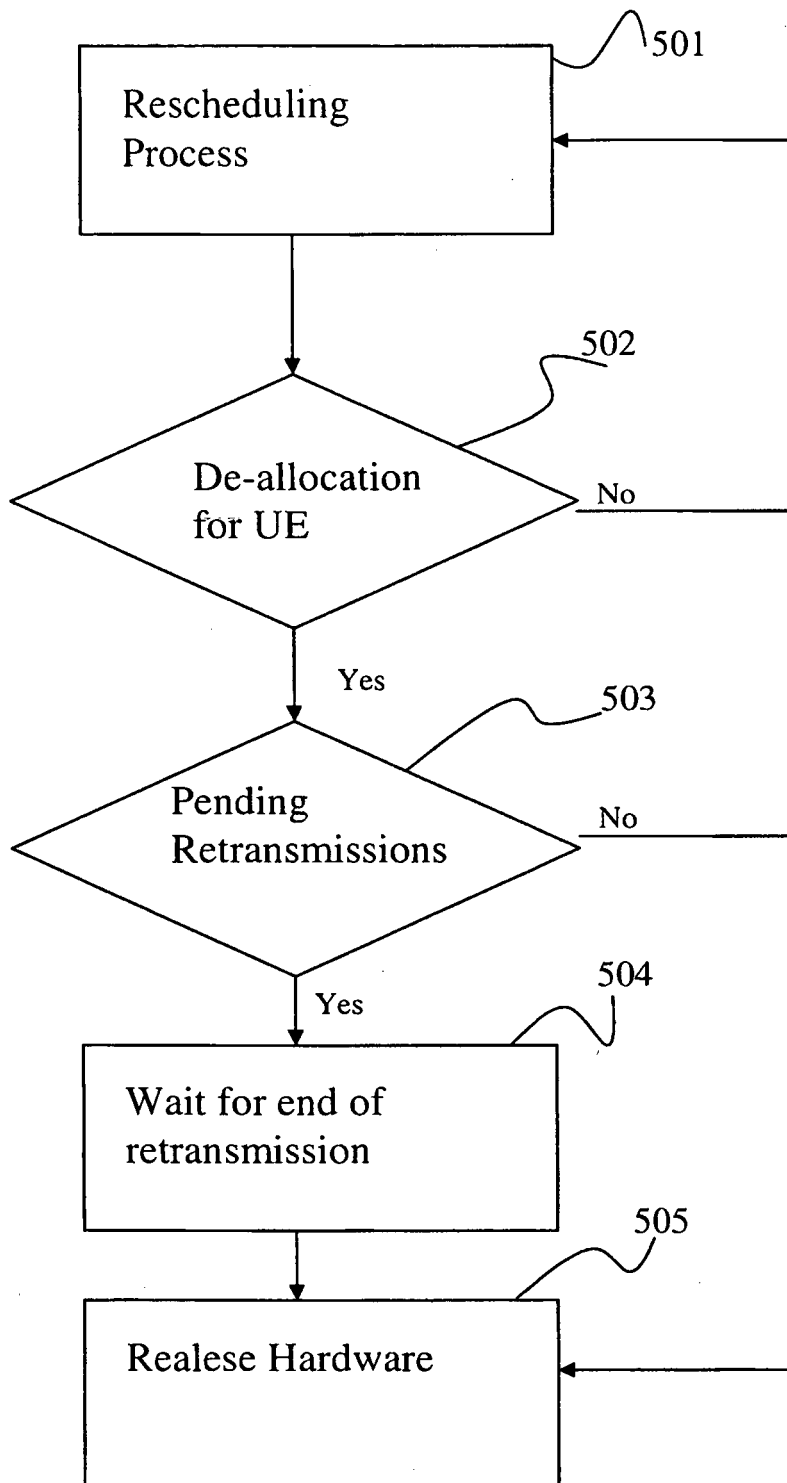 501
Rescheduling
Process
502
De-allocation
for UE
No
Yes
503
Pending
Retransmissions
No
Yes
504
Wait for end of
retransmission
505
Realese Hardware